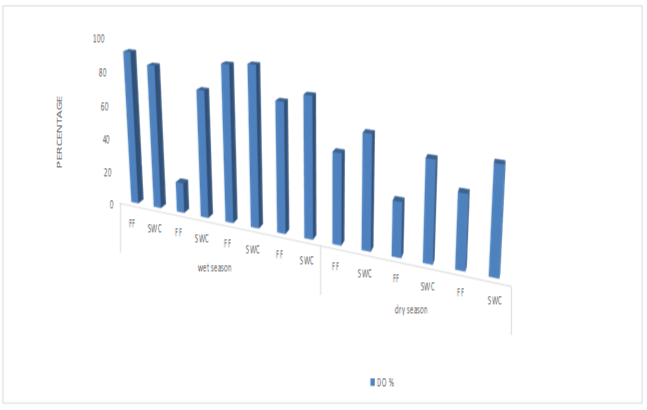 PERCENTAGE
100
80
60
40
20
0
FF
SWC
FF
SWC
FF
SWC
FF
SWC
FF
SWC
FF
SWC
FF
SWC
wet season
dry season
DO %